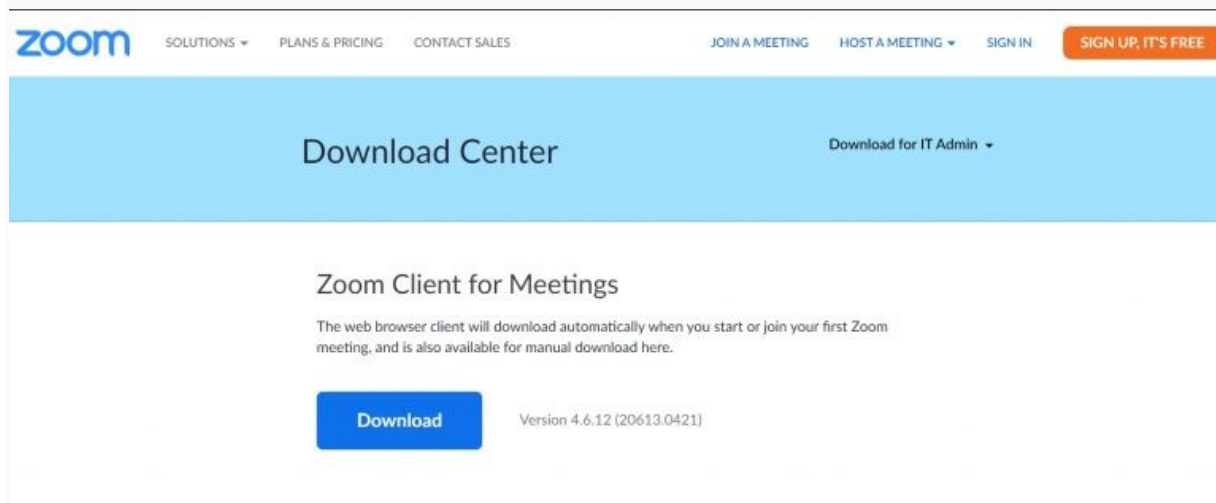 zoom SOLUTIONS PLANS & PRICING CONTACT SALES JOIN A MEETING HOST A MEETING SIGN IN SIGN UP, IT'S FREE
Download Center Download for IT Admin
Zoom Client for Meetings
The web browser client will download automatically when you start or join your first Zoom
meeting, and is also available for manual download here.
Download Version 4.6.12 (20613.0421)